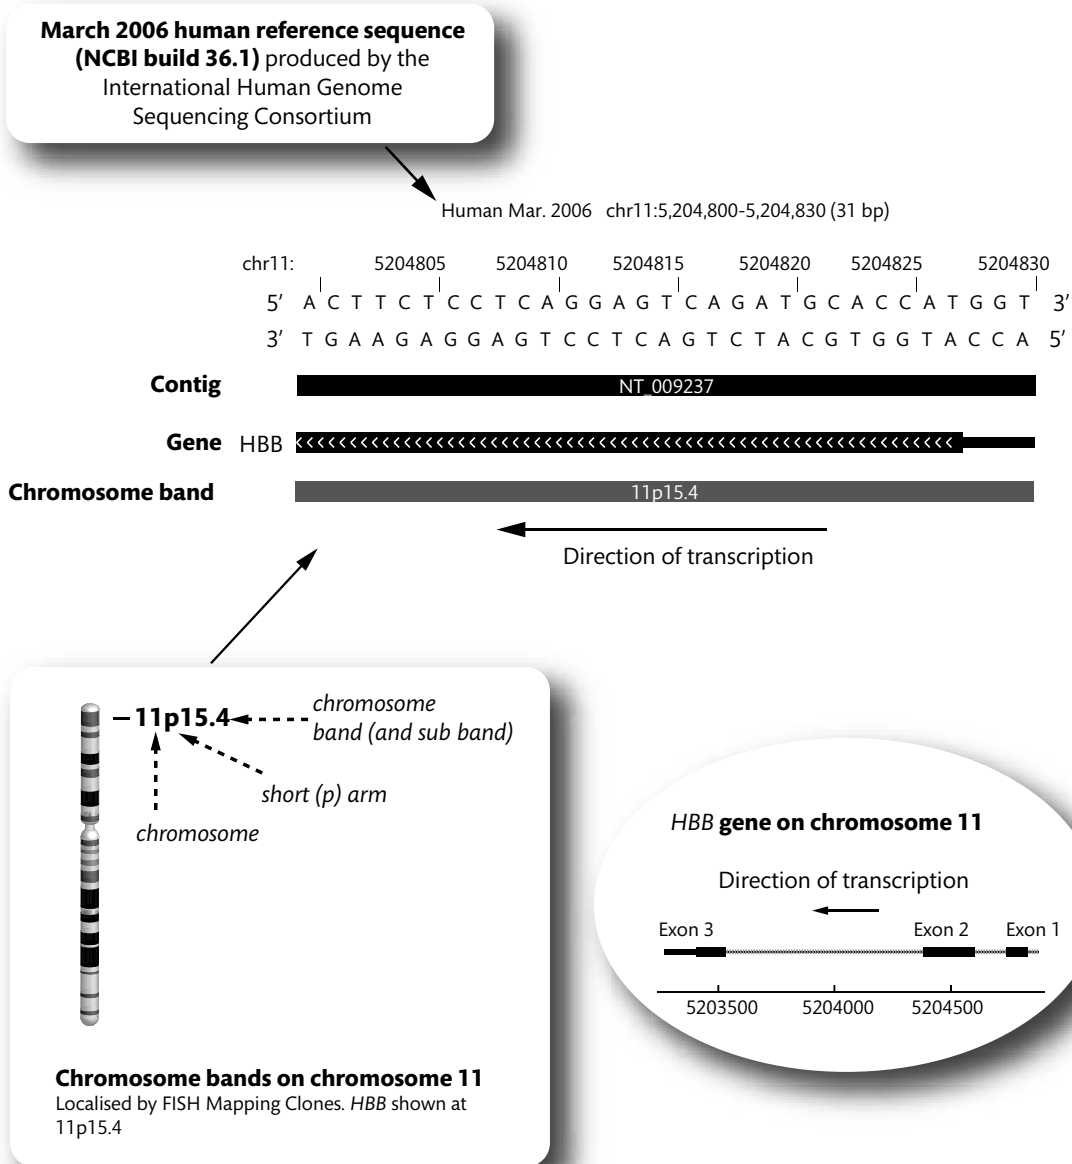 March 2006 human reference sequence
(NCBI build 36.1) produced by the
International Human Genome
Sequencing Consortium
Human Mar. 2006 chr11:5,204,800-5,204,830 (31 bp)
chr11: 5204805 5204810 5204815 5204820 5204825 5204830
5′ A C T T C T C C T C A G G A G T C A G A T G C A C C A T G G T 3′
3′ T G A A G A G G A G T C C T C A G T C T A C G T G G T A C C A 5′
Contig NT_009237
Gene HBB
Chromosome band 11p15.4
Direction of transcription
11p15.4
chromosome
band (and sub band)
short (p) arm
chromosome
Chromosome bands on chromosome 11
Localised by FISH Mapping Clones. HBB shown at
11p15.4
HBB gene on chromosome 11
Direction of transcription
Exon 3 Exon 2 Exon 1
5203500 5204000 5204500